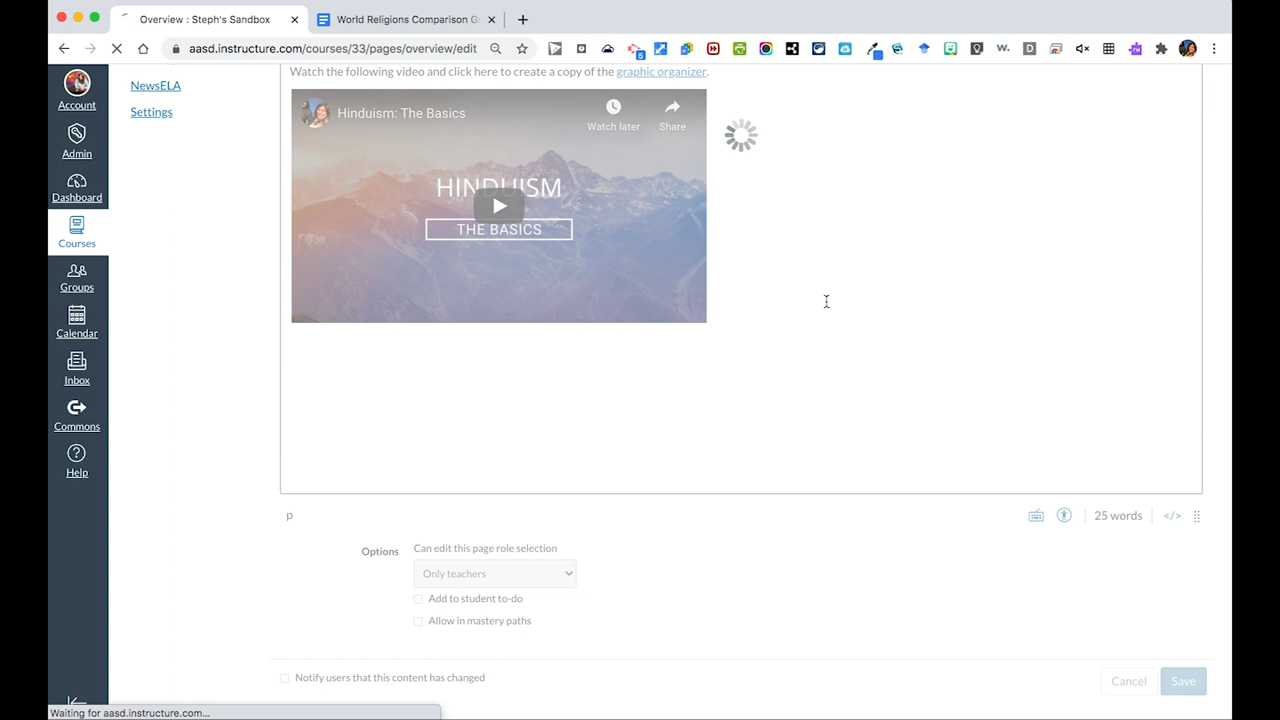 Overview : Steph's Sandbox
World Religions Comparison G
aasd.instructure.com/courses/33/pages/overview/edit
5
w.
D
Account
Admin
Dashboard
Courses
Groups
Calendar
Inbox
Commons
Help
NewsELA
Settings
Watch the following video and click here to create a copy of the graphic organizer.
Hinduism: The Basics
Watch later
Share
HINDUISM
THE BASICS
p
25 words
</>
Options
Can edit this page role selection
Only teachers
Add to student to-do
Allow in mastery paths
Notify users that this content has changed
Cancel
Save
Waiting for aasd.instructure.com...